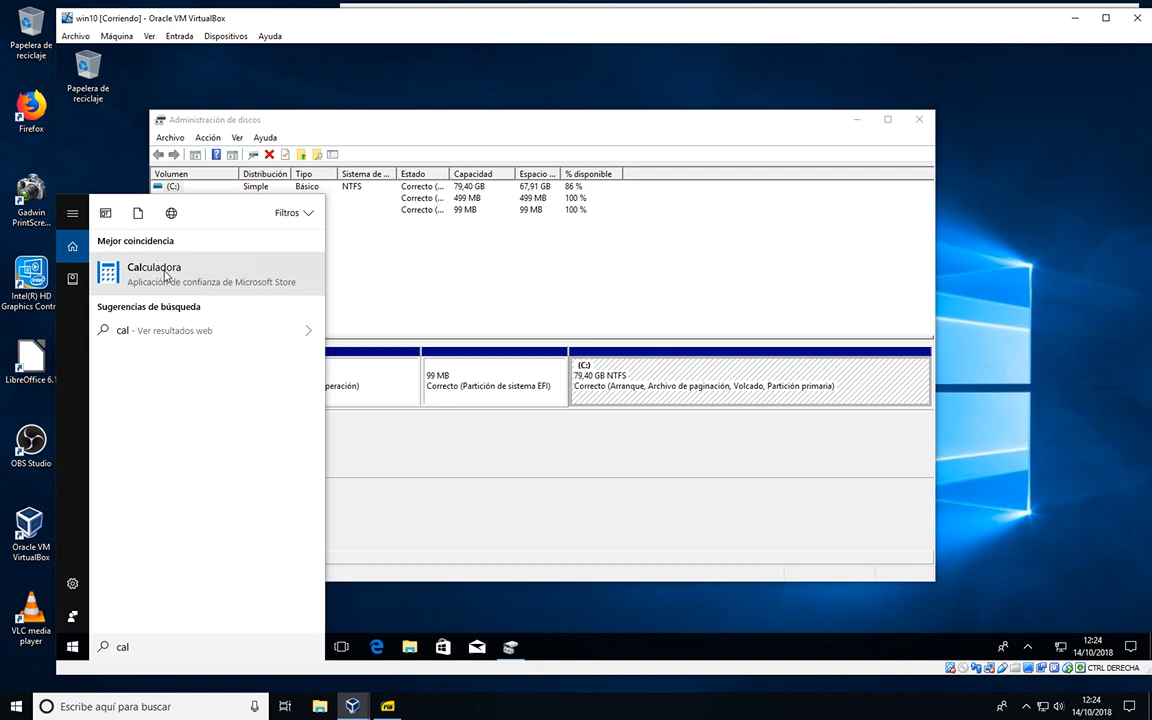 win10 [Corriendo] - Oracle VM VirtualBox
Archivo Máquina Ver Entrada Dispositivos Ayuda
Papelera de
reciclaje
Firefox
Gadwin
PrintScre...
Intel(R) HD
Graphics Contr
LibreOffice 6.1
OBS Studio
Oracle VM
VirtualBox
VLC media
player
Papelera de
reciclaje
Administración de discos
Archivo Acción Ver Ayuda
Volumen Distribución Tipo Sistema de ... Estado Capacidad Espacio ... % disponible
(C:) Simple Básico NTFS Correcto (... 79,40 GB 67,91 GB 86 %
Correcto (... 499 MB 499 MB 100 %
Correcto (... 99 MB 99 MB 100 %
Filtros
Mejor coincidencia
Calculadora
Aplicación de confianza de Microsoft Store
Sugerencias de búsqueda
cal - Ver resultados web
peración)
99 MB
Correcto (Partición de sistema EFI)
(C:)
79,40 GB NTFS
Correcto (Arranque, Archivo de paginación, Volcado, Partición primaria)
cal
12:24
14/10/2018
CTRL DERECHA
Escribe aquí para buscar
12:24
14/10/2018